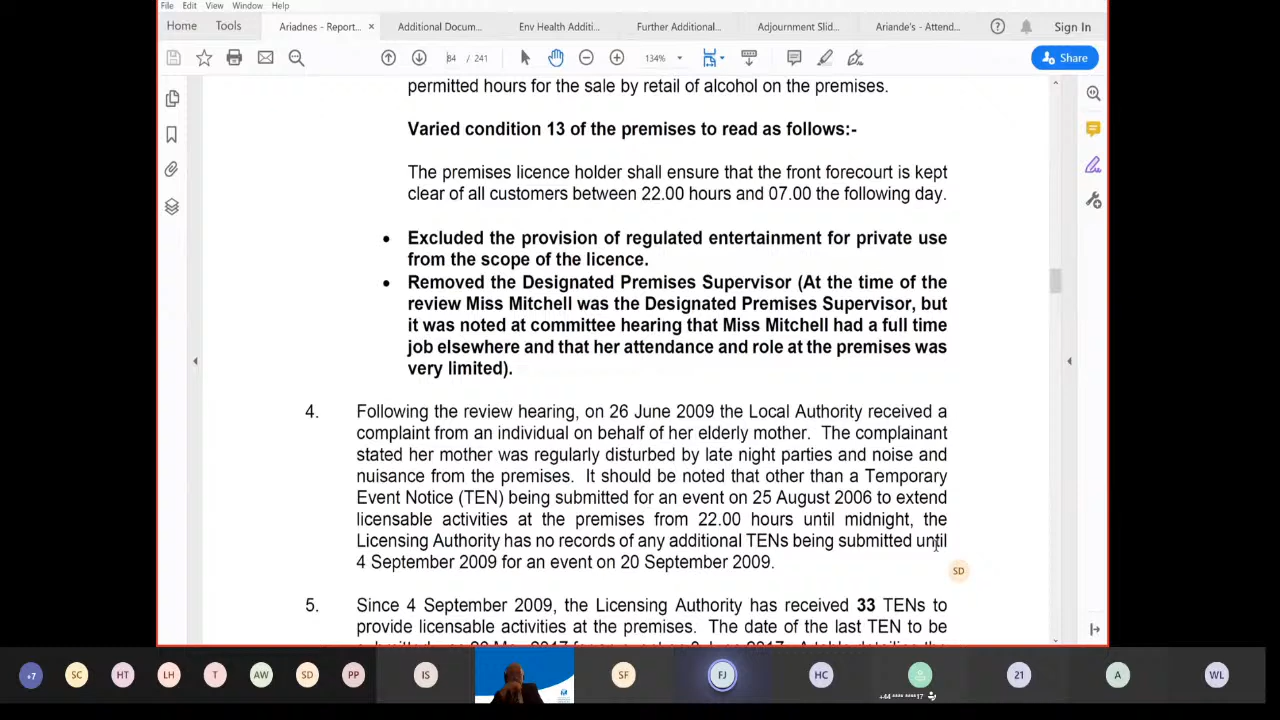 File Edit View Window Help
Home Tools Ariadnes - Report... × Additional Docum... Env Health Additi... Further Additional... Adjournment Slid... Ariande's - Attend... ? Sign In
84 / 241 134% Share
permitted hours for the sale by retail of alcohol on the premises.
Varied condition 13 of the premises to read as follows:-
The premises licence holder shall ensure that the front forecourt is kept
clear of all customers between 22.00 hours and 07.00 the following day.
• Excluded the provision of regulated entertainment for private use
from the scope of the licence.
• Removed the Designated Premises Supervisor (At the time of the
review Miss Mitchell was the Designated Premises Supervisor, but
it was noted at committee hearing that Miss Mitchell had a full time
job elsewhere and that her attendance and role at the premises was
very limited).
4. Following the review hearing, on 26 June 2009 the Local Authority received a
complaint from an individual on behalf of her elderly mother. The complainant
stated her mother was regularly disturbed by late night parties and noise and
nuisance from the premises. It should be noted that other than a Temporary
Event Notice (TEN) being submitted for an event on 25 August 2006 to extend
licensable activities at the premises from 22.00 hours until midnight, the
Licensing Authority has no records of any additional TENs being submitted until
4 September 2009 for an event on 20 September 2009.
SD
5. Since 4 September 2009, the Licensing Authority has received 33 TENs to
provide licensable activities at the premises. The date of the last TEN to be
+7 SC HT LH T AW SD PP IS SF FJ HC 21 A WL
+44 **** ****17